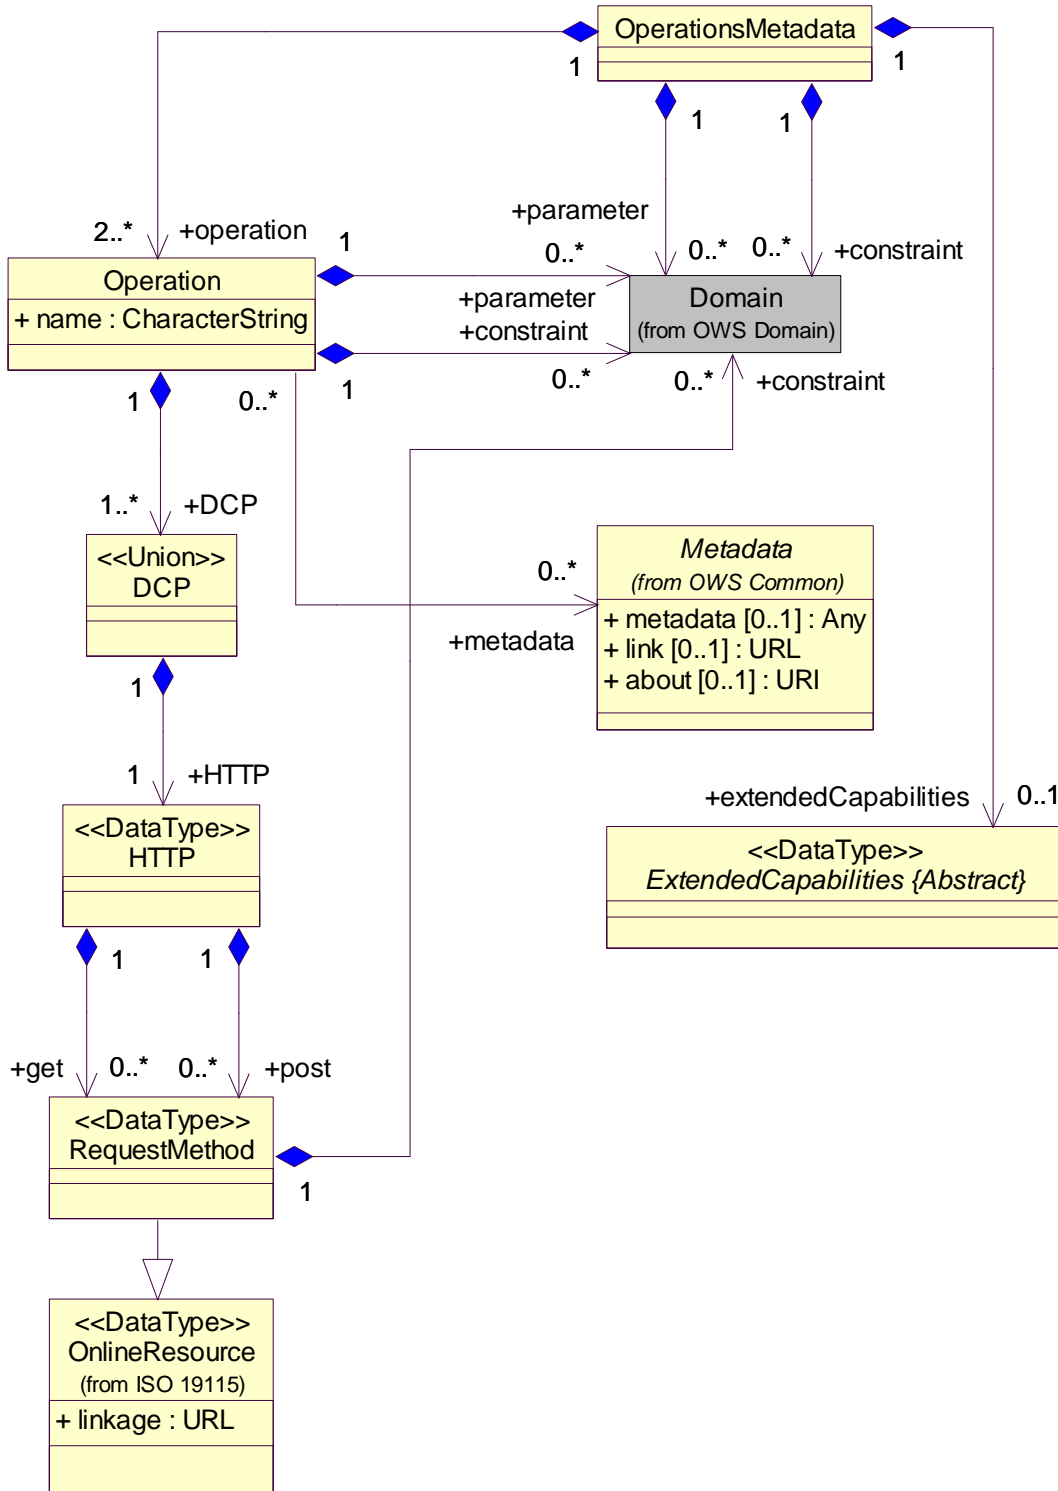 OperationsMetadata
1
1
1
1
+parameter
2..*
+operation
1
0..*
0..*
0..*
+constraint
Operation
+ name : CharacterString
+parameter
+constraint
Domain
(from OWS Domain)
1
0..*
1
0..*
0..*
+constraint
1..*
+DCP
<<Union>>
DCP
0..*
+metadata
Metadata
(from OWS Common)
+ metadata [0..1] : Any
+ link [0..1] : URL
+ about [0..1] : URI
1
1
+HTTP
+extendedCapabilities
0..1
<<DataType>>
HTTP
<<DataType>>
ExtendedCapabilities {Abstract}
1
1
+get
0..*
0..*
+post
<<DataType>>
RequestMethod
1
<<DataType>>
OnlineResource
(from ISO 19115)
+ linkage : URL